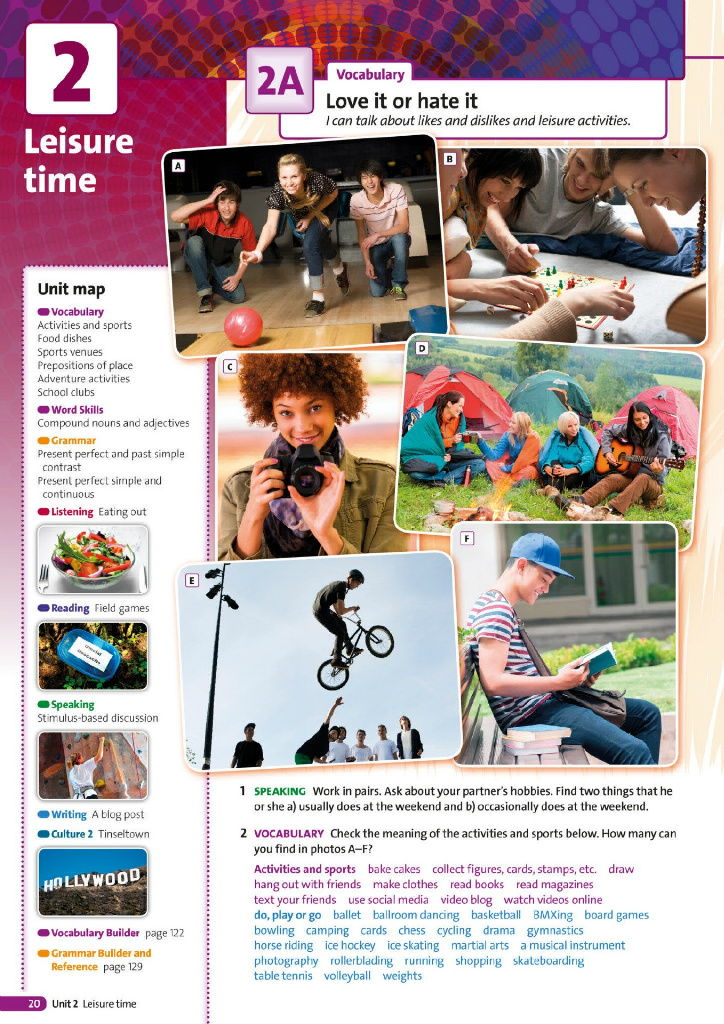 2
Leisure
time
2A
Vocabulary
Love it or hate it
I can talk about likes and dislikes and leisure activities.
A
B
C
D
E
F
Unit map
Vocabulary
Activities and sports
Food dishes
Sports venues
Prepositions of place
Adventure activities
School clubs
Word Skills
Compound nouns and adjectives
Grammar
Present perfect and past simple
contrast
Present perfect simple and
continuous
Listening Eating out
Reading Field games
Speaking
Stimulus-based discussion
Writing A blog post
Culture 2 Tinseltown
HOLLYWOOD
Vocabulary Builder page 122
Grammar Builder and
Reference page 129
1 SPEAKING Work in pairs. Ask about your partner's hobbies. Find two things that he
or she a) usually does at the weekend and b) occasionally does at the weekend.
2 VOCABULARY Check the meaning of the activities and sports below. How many can
you find in photos A–F?
Activities and sports bake cakes collect figures, cards, stamps, etc. draw
hang out with friends make clothes read books read magazines
text your friends use social media video blog watch videos online
do, play or go ballet ballroom dancing basketball BMXing board games
bowling camping cards chess cycling drama gymnastics
horse riding ice hockey ice skating martial arts a musical instrument
photography rollerblading running shopping skateboarding
table tennis volleyball weights
20 Unit 2 Leisure time